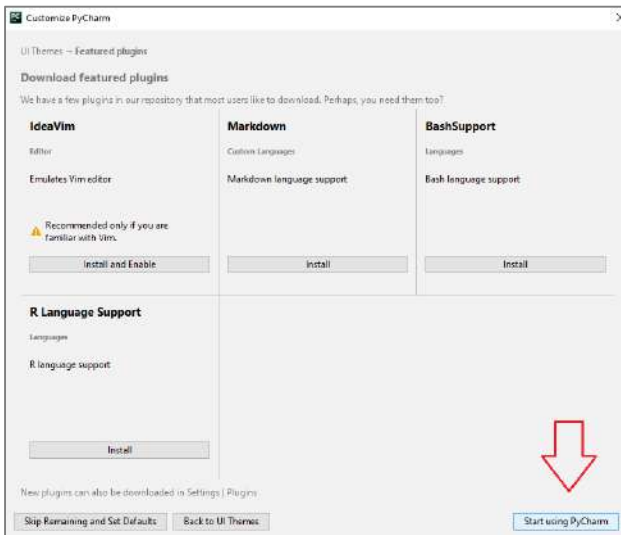 Customize PyCharm
UI Themes → Featured plugins
Download featured plugins
We have a few plugins in our repository that most users like to download. Perhaps, you need them too?
IdeaVim
Editor
Emulates Vim editor
Recommended only if you are
familiar with Vim.
Install and Enable
Markdown
Custom Languages
Markdown language support
Install
BashSupport
Languages
Bash language support
Install
R Language Support
Languages
R language support
Install
New plugins can also be downloaded in Settings | Plugins
Skip Remaining and Set Defaults
Back to UI Themes
Start using PyCharm